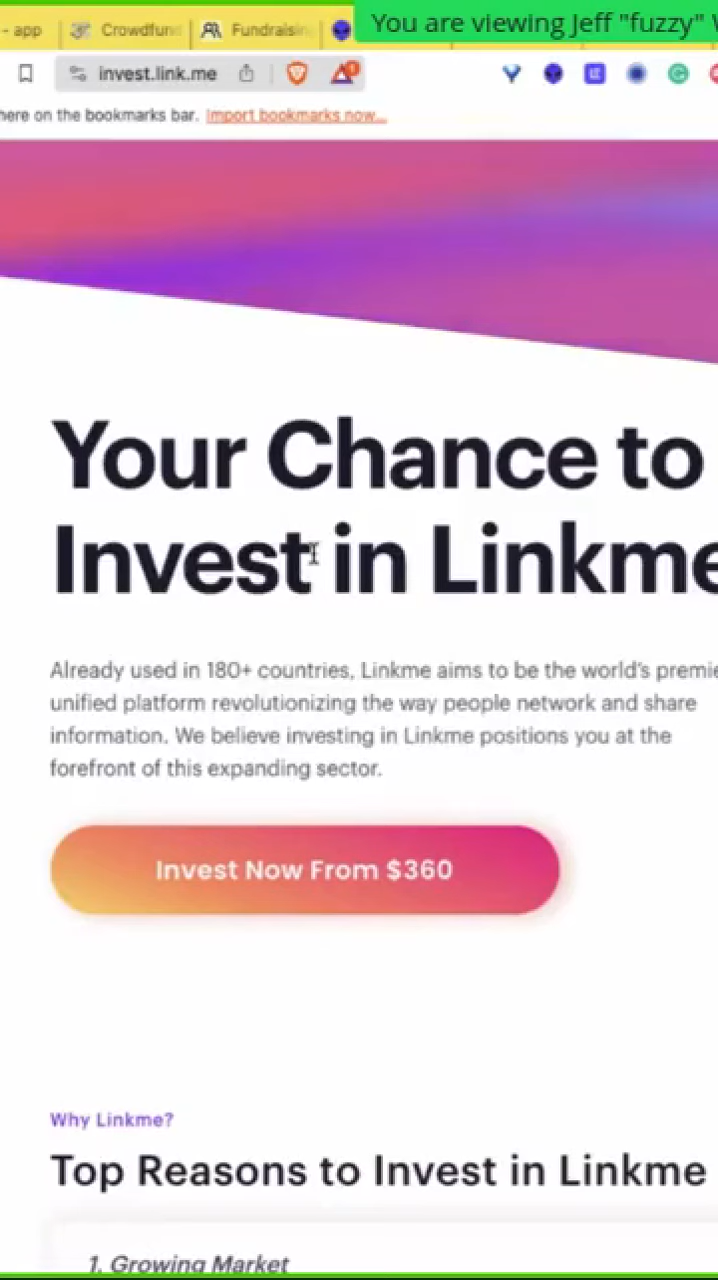 You are viewing Jeff "fuzzy"
- app
Crowdfun
Fundraisin
invest.link.me
here on the bookmarks bar. Import bookmarks now...
Your Chance to
Invest in Linkme
Already used in 180+ countries, Linkme aims to be the world's premie
unified platform revolutionizing the way people network and share
information. We believe investing in Linkme positions you at the
forefront of this expanding sector.
Invest Now From $360
Why Linkme?
Top Reasons to Invest in Linkme
1. Growing Market